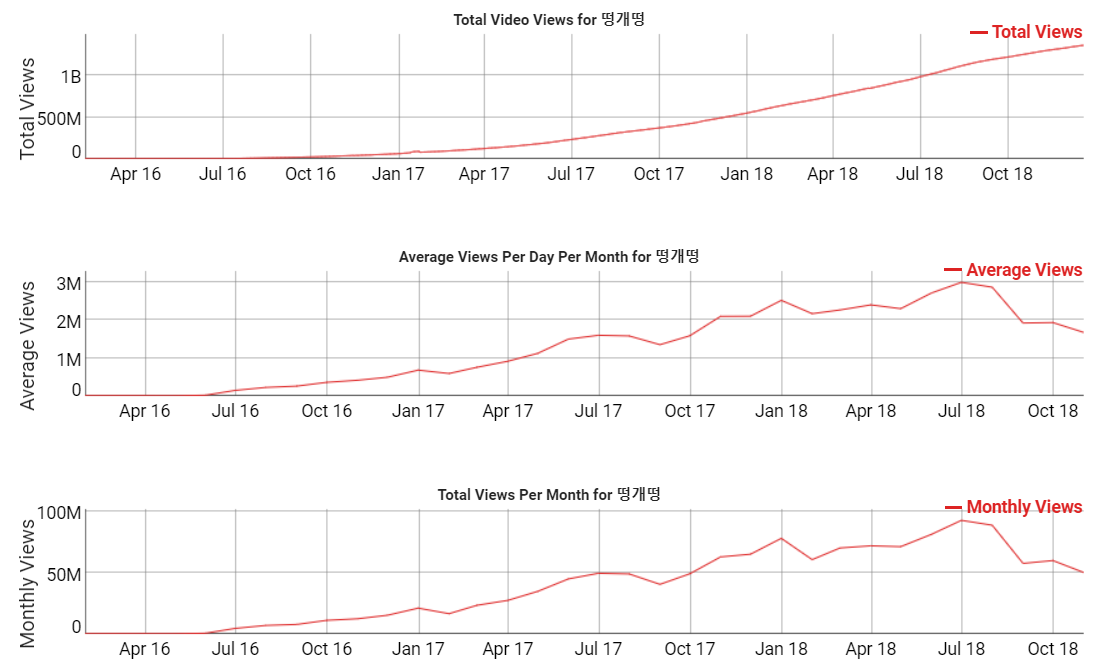 Total Video Views for 떵개떵
Total Views
Total Views
1B
500M
0
Apr 16 Jul 16 Oct 16 Jan 17 Apr 17 Jul 17 Oct 17 Jan 18 Apr 18 Jul 18 Oct 18
Average Views Per Day Per Month for 떵개떵
Average Views
Average Views
3M
2M
1M
0
Apr 16 Jul 16 Oct 16 Jan 17 Apr 17 Jul 17 Oct 17 Jan 18 Apr 18 Jul 18 Oct 18
Total Views Per Month for 떵개떵
Monthly Views
Monthly Views
100M
50M
0
Apr 16 Jul 16 Oct 16 Jan 17 Apr 17 Jul 17 Oct 17 Jan 18 Apr 18 Jul 18 Oct 18